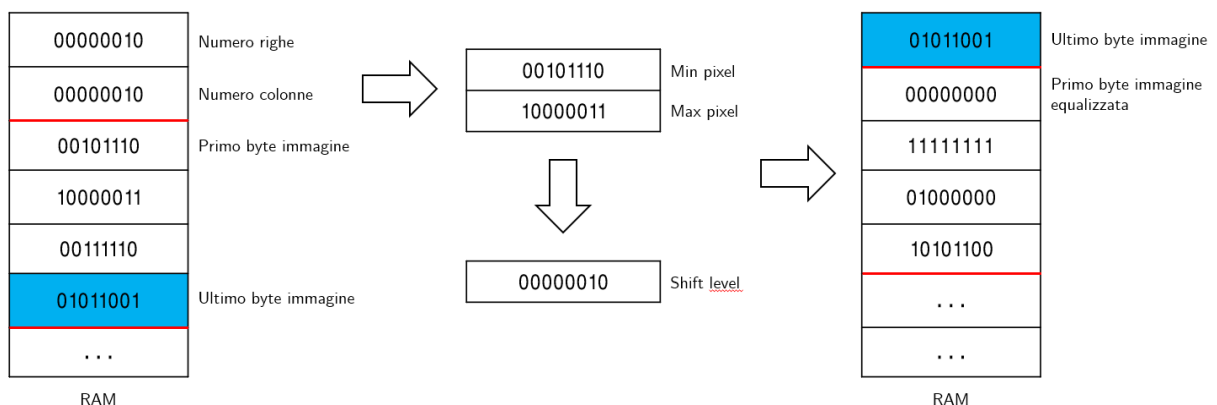 00000010
Numero righe
00000010
Numero colonne
00101110
Primo byte immagine
10000011
00111110
01011001
Ultimo byte immagine
...
RAM
00101110
Min pixel
10000011
Max pixel
00000010
Shift level
01011001
Ultimo byte immagine
00000000
Primo byte immagine
equalizzata
11111111
01000000
10101100
...
...
RAM